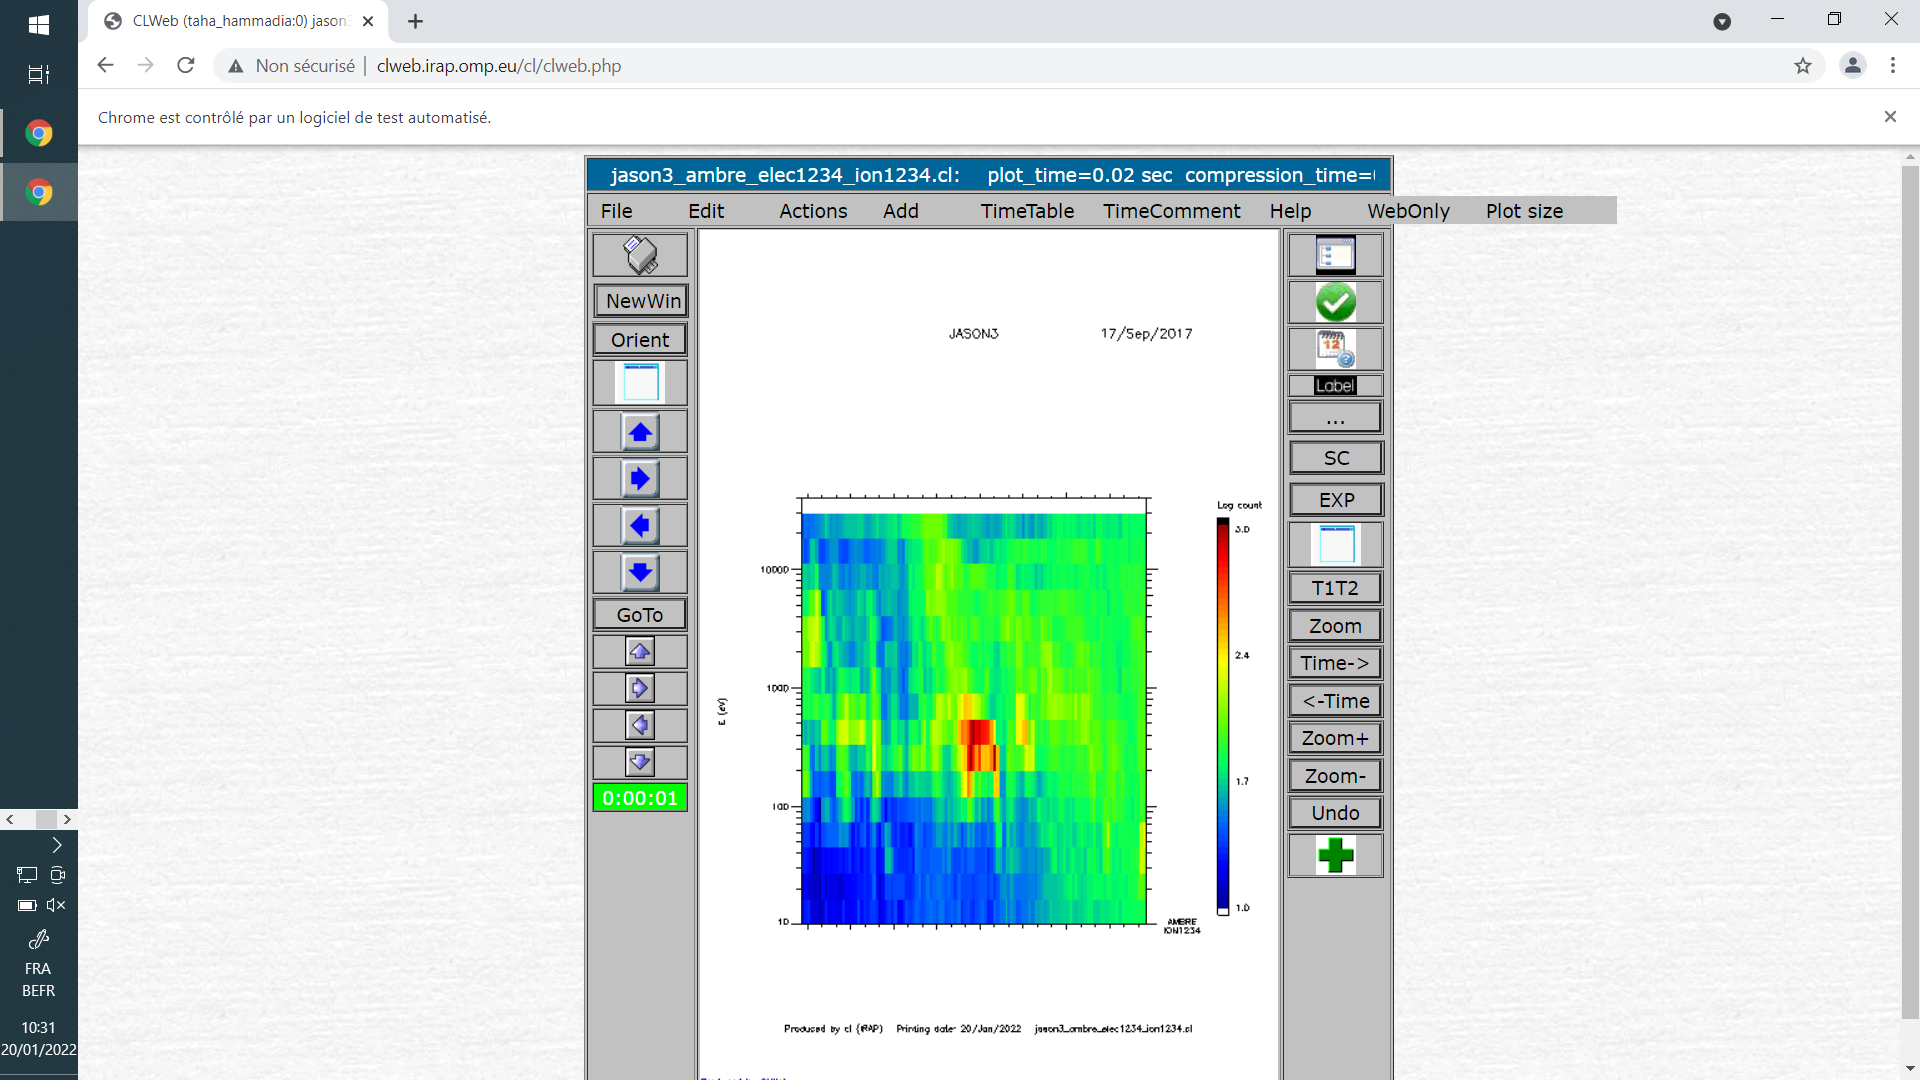 CLWeb (taha_hammadia:0) jason3
Non sécurisé | clweb.irap.omp.eu/cl/clweb.php
Chrome est contrôlé par un logiciel de test automatisé.
jason3_ambre_elec1234_ion1234.cl: plot_time=0.02 sec compression_time=
File Edit Actions Add TimeTable TimeComment Help WebOnly Plot size
NewWin
Orient
GoTo
0:00:01
JASON3 17/Sep/2017
Log count
3.0
2.4
1.7
1.0
E (eV)
10000
1000
100
10
AMBRE
ION1234
Produced by cl (IRAP) Printing date: 20/Jan/2022 jason3_ambre_elec1234_ion1234.cl
12
Label
...
SC
EXP
T1T2
Zoom
Time->
<-Time
Zoom+
Zoom-
Undo
FRA
BEFR
10:31
20/01/2022